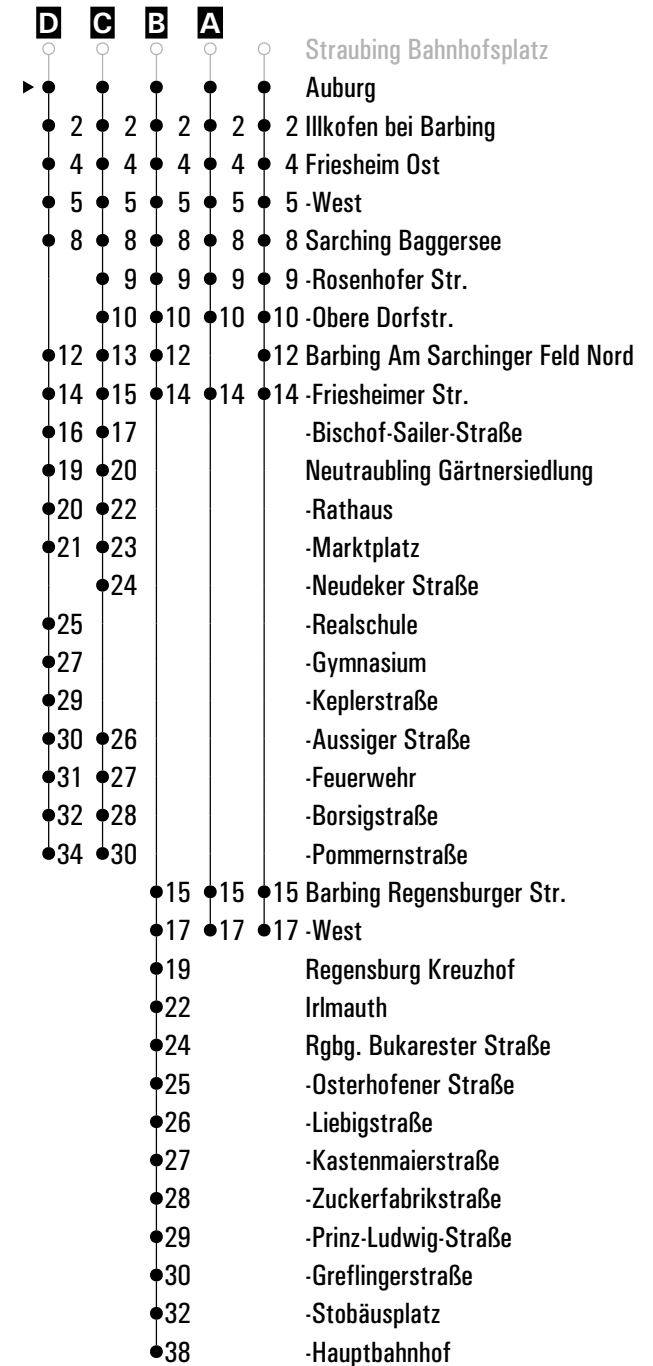 D C B A
Straubing Bahnhofsplatz
Auburg
2 2 2 2 2 Illkofen bei Barbing
4 4 4 4 4 Friesheim Ost
5 5 5 5 5 -West
8 8 8 8 8 Sarching Baggersee
9 9 9 9 -Rosenhofer Str.
10 10 10 10 -Obere Dorfstr.
12 13 12 12 Barbing Am Sarchinger Feld Nord
14 15 14 14 14 -Friesheimer Str.
16 17 -Bischof-Sailer-Straße
19 20 Neutraubling Gärtnersiedlung
20 22 -Rathaus
21 23 -Marktplatz
24 -Neudeker Straße
25 -Realschule
27 -Gymnasium
29 -Keplerstraße
30 26 -Aussiger Straße
31 27 -Feuerwehr
32 28 -Borsigstraße
34 30 -Pommernstraße
15 15 15 Barbing Regensburger Str.
17 17 17 -West
19 Regensburg Kreuzhof
22 Irlmauth
24 Rgbg. Bukarester Straße
25 -Osterhofener Straße
26 -Liebigstraße
27 -Kastenmaierstraße
28 -Zuckerfabrikstraße
29 -Prinz-Ludwig-Straße
30 -Greflingerstraße
32 -Stobäusplatz
38 -Hauptbahnhof